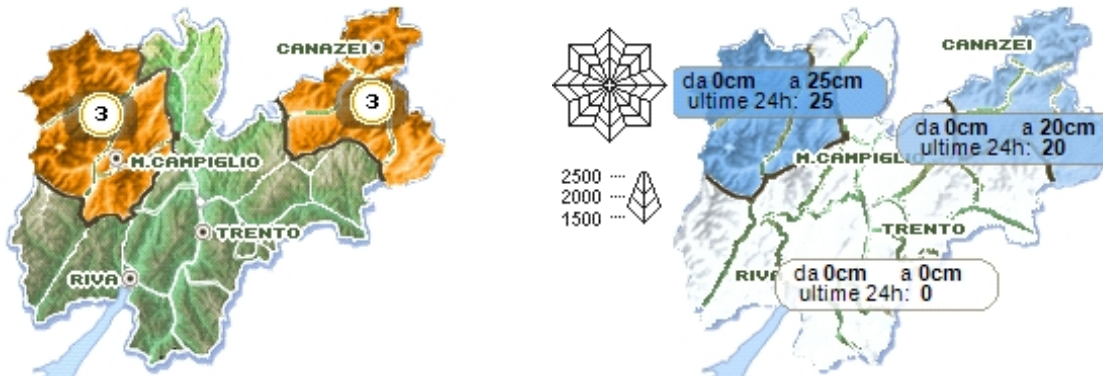 CANAZEI
3
3
M.CAMPIGLIO
TRENTO
RIVA
CANAZEI
da 0cm a 25cm
ultime 24h: 25
da 0cm a 20cm
ultime 24h: 20
M.CAMPIGLIO
2500
2000
1500
TRENTO
RIVA
da 0cm a 0cm
ultime 24h: 0